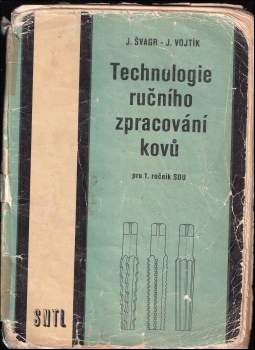 J. ŠVAGR - J. VOJTÍK
Technologie
ručního
zpracování
kovů
pro 1. ročník SOU
SNTL